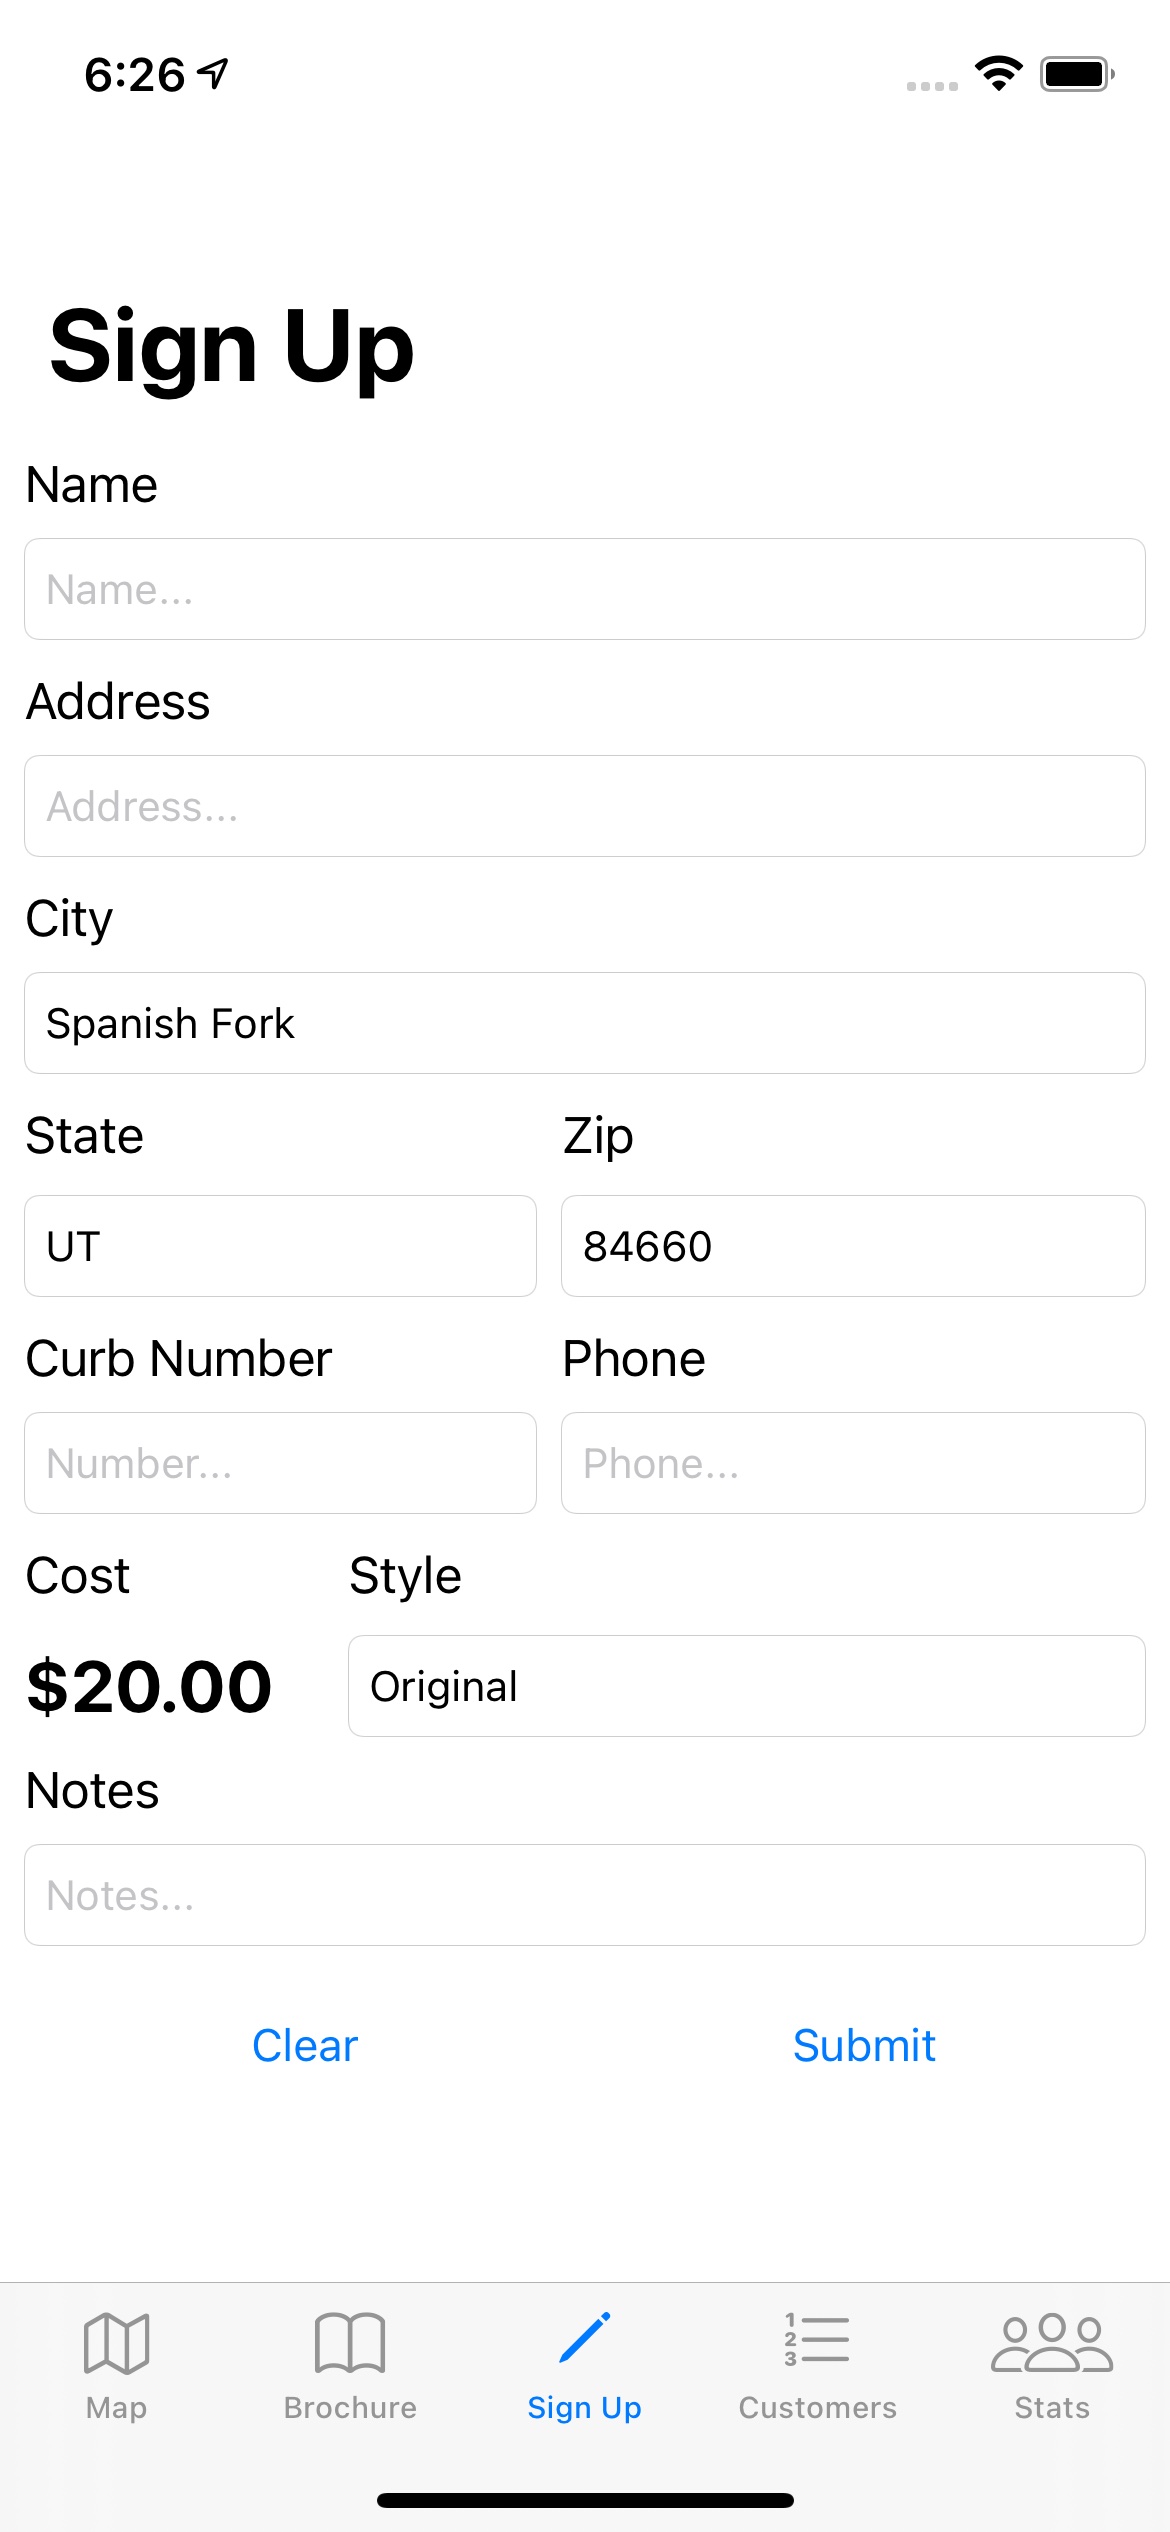 6:26
Sign Up
Name
Name...
Address
Address...
City
Spanish Fork
State Zip
UT 84660
Curb Number Phone
Number... Phone...
Cost Style
$20.00 Original
Notes
Notes...
Clear Submit
1
2
3
Map Brochure Sign Up Customers Stats